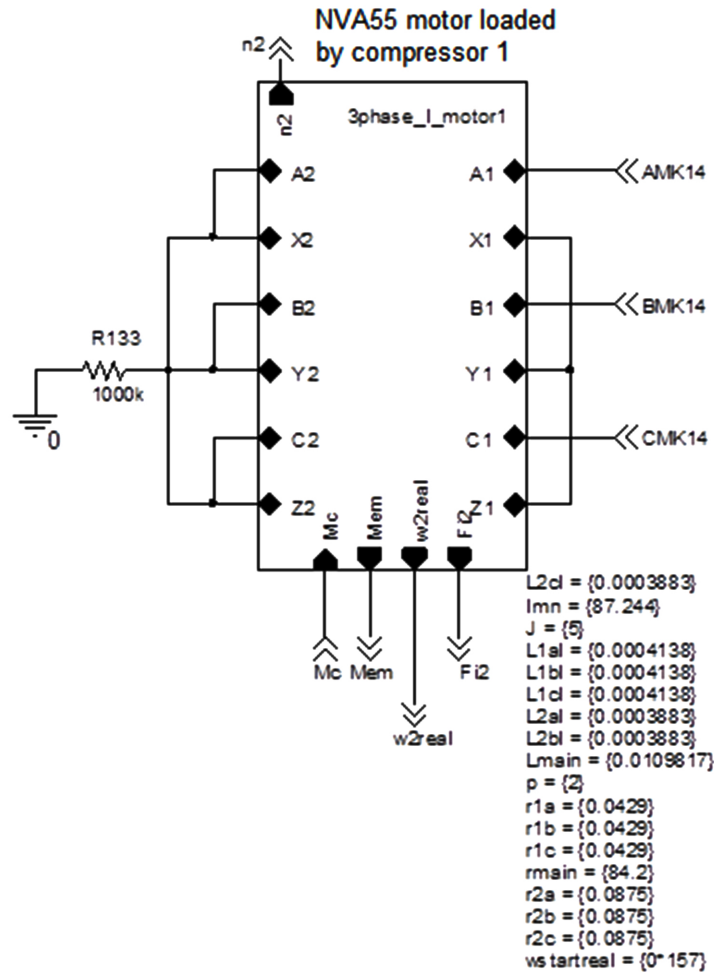 NVA55 motor loaded
by compressor 1
n2
n2
3phase_I_motor1
A2
A1
AMK14
X2
X1
B2
B1
BMK14
R133
1000k
Y2
Y1
0
C2
C1
CMK14
Z2
Z1
Mc
Mem
w2real
Fi2
Mc
Mem
Fi2
w2real
L2cl = {0.0003883}
Imn = {87.244}
J = {5}
L1al = {0.0004138}
L1bl = {0.0004138}
L1cl = {0.0004138}
L2al = {0.0003883}
L2bl = {0.0003883}
Lmain = {0.0109817}
p = {2}
r1a = {0.0429}
r1b = {0.0429}
r1c = {0.0429}
rmain = {84.2}
r2a = {0.0875}
r2b = {0.0875}
r2c = {0.0875}
wstartreal = {0*157}